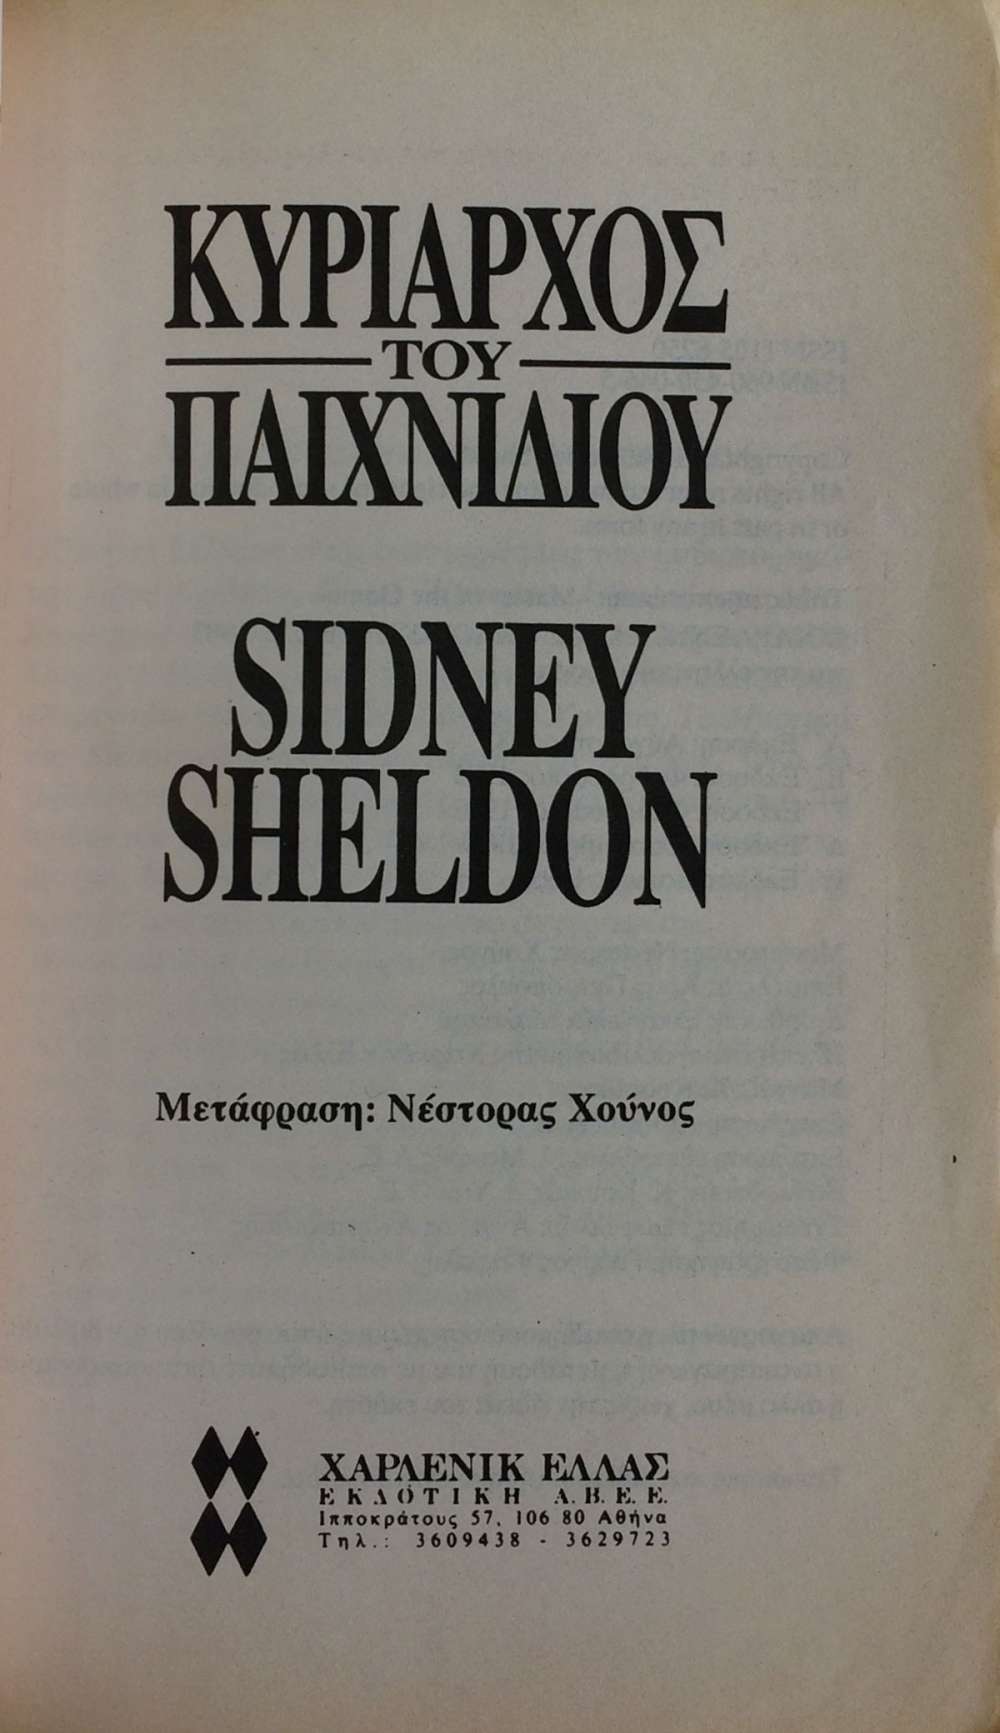 ΚΥΡΙΑΡΧΟΣ
ΤΟΥ
ΠΑΙΧΝΙΔΙΟΥ
SIDNEY
SHELDON
Μετάφραση: Νέστορας Χούνος
ΧΑΡΛΕΝΙΚ ΕΛΛΑΣ
ΕΚΔΟΤΙΚΗ Α.Β.Ε.Ε.
Ιπποκράτους 57, 106 80 Αθήνα
Τηλ.: 3609438 - 3629723